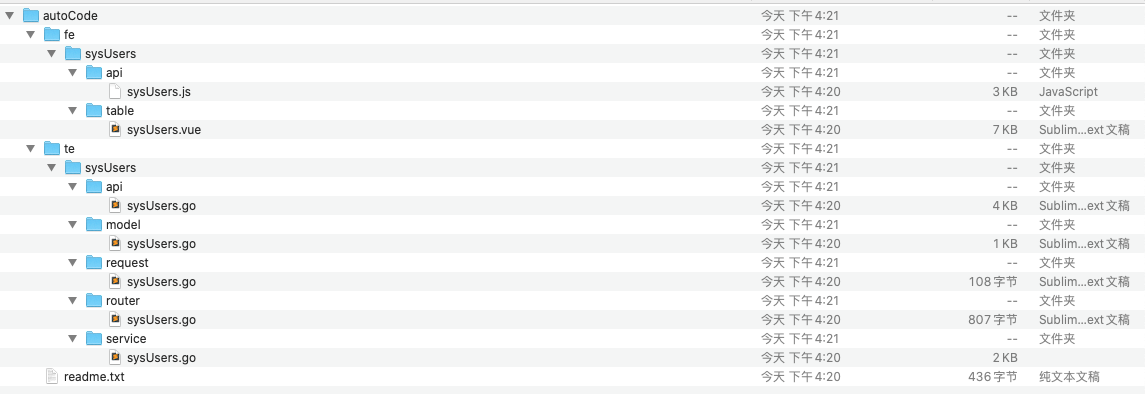 autoCode 今天 下午4:21 -- 文件夹
fe 今天 下午4:21 -- 文件夹
sysUsers 今天 下午4:21 -- 文件夹
api 今天 下午4:21 -- 文件夹
sysUsers.js 今天 下午4:20 3 KB JavaScript
table 今天 下午4:21 -- 文件夹
sysUsers.vue 今天 下午4:20 7 KB Sublim...ext 文稿
te 今天 下午4:21 -- 文件夹
sysUsers 今天 下午4:21 -- 文件夹
api 今天 下午4:21 -- 文件夹
sysUsers.go 今天 下午4:20 4 KB Sublim...ext 文稿
model 今天 下午4:21 -- 文件夹
sysUsers.go 今天 下午4:20 1 KB Sublim...ext 文稿
request 今天 下午4:21 -- 文件夹
sysUsers.go 今天 下午4:20 108 字节 Sublim...ext 文稿
router 今天 下午4:21 -- 文件夹
sysUsers.go 今天 下午4:20 807 字节 Sublim...ext 文稿
service 今天 下午4:21 -- 文件夹
sysUsers.go 今天 下午4:20 2 KB
readme.txt 今天 下午4:20 436 字节 纯文本文稿